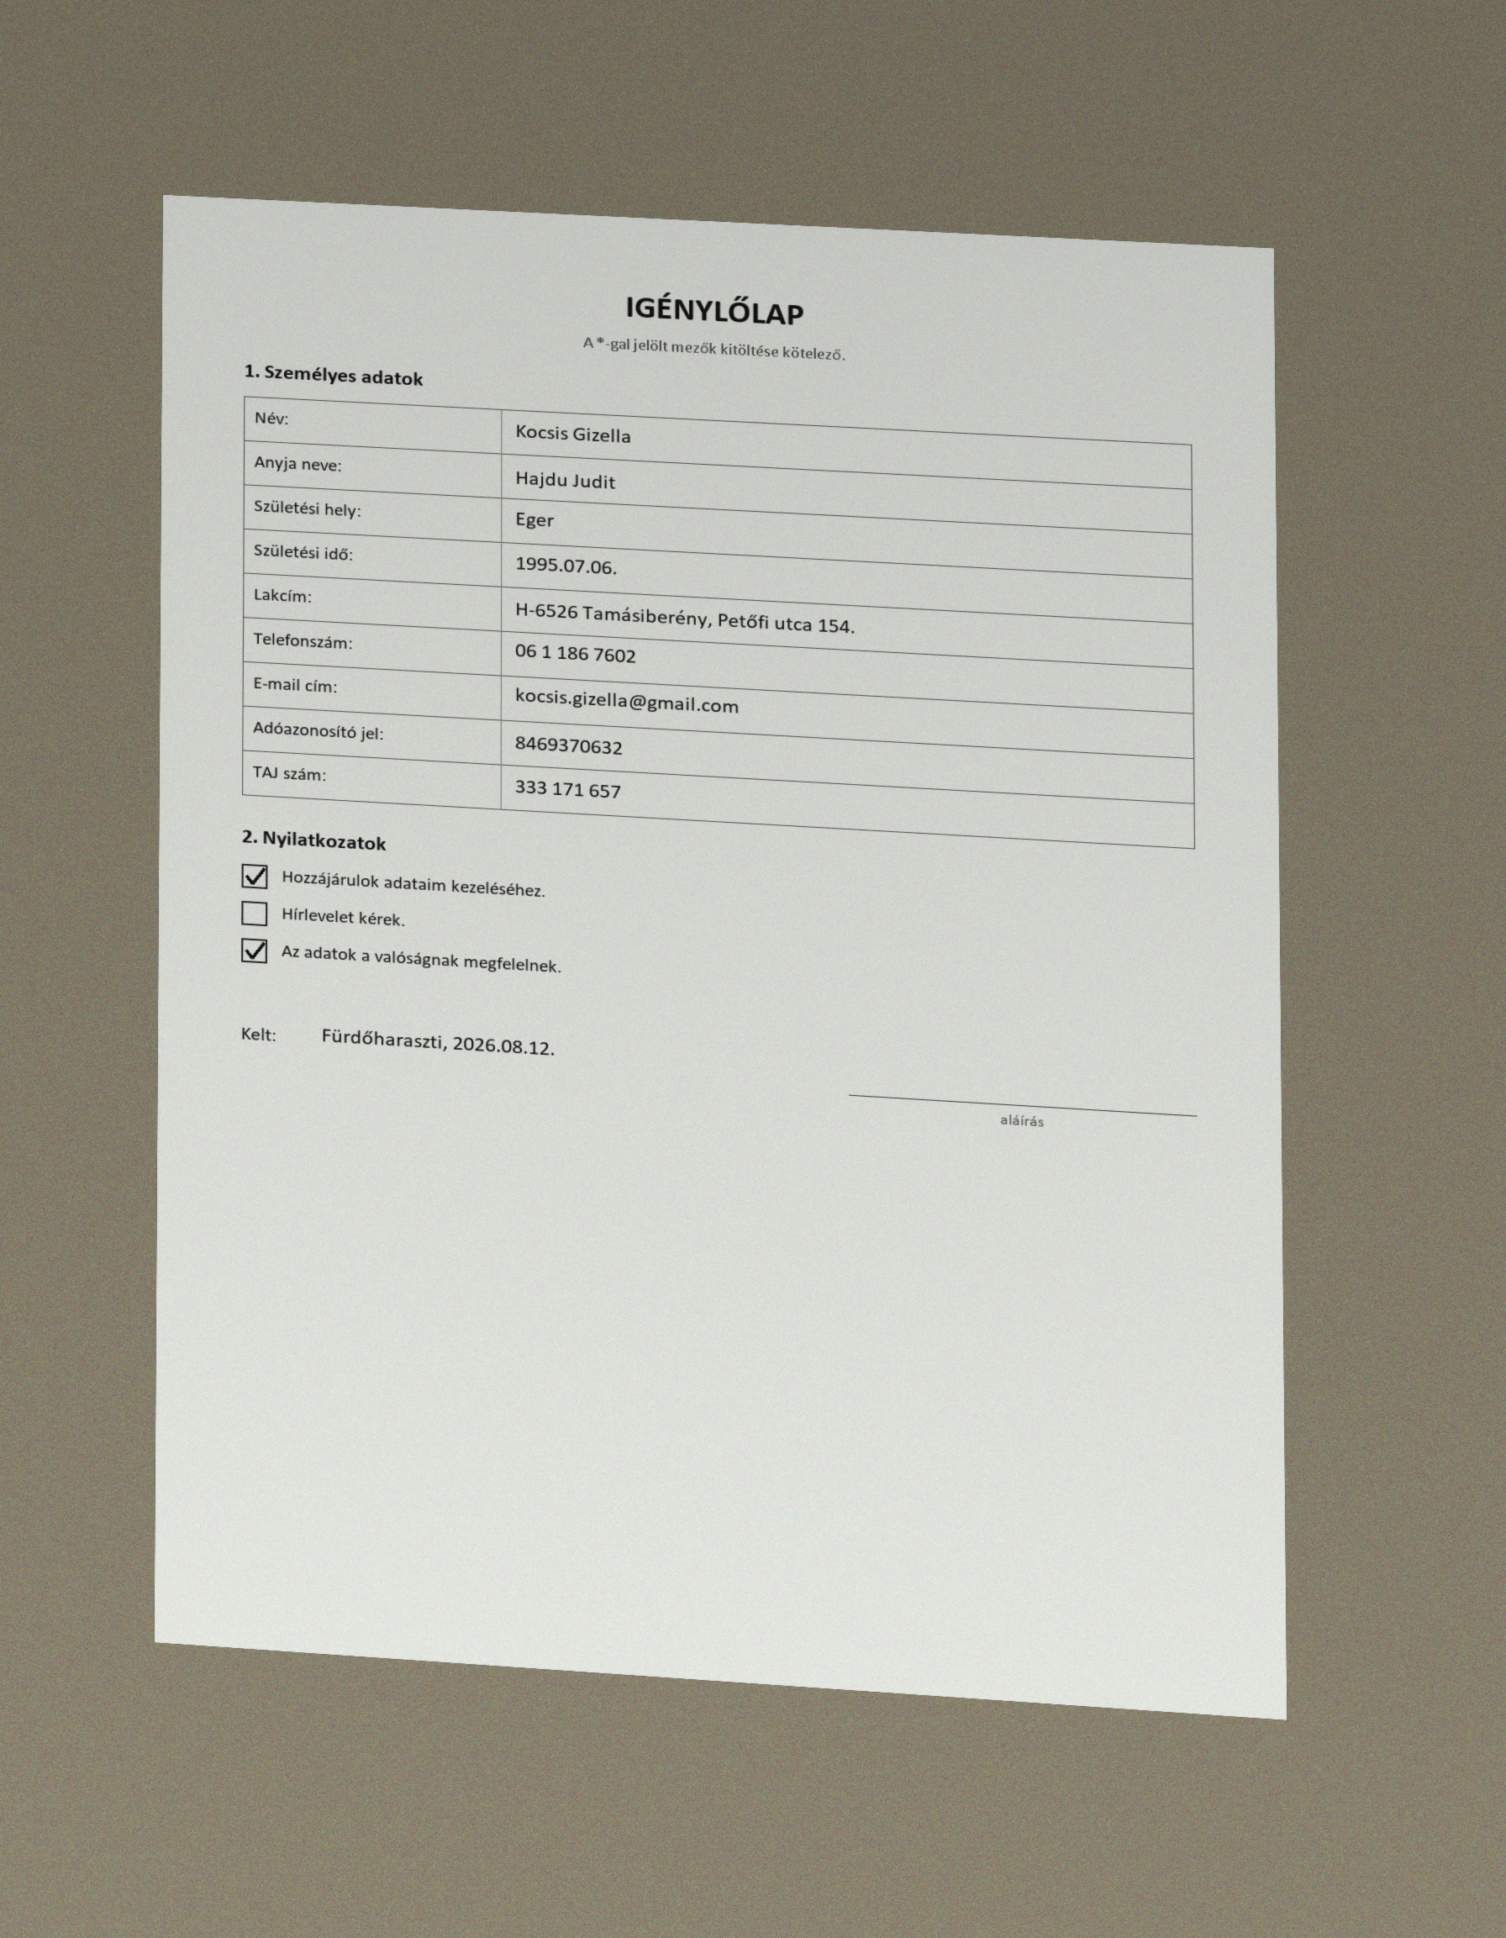 IGÉNYLŐLAP
A *-gal jelölt mezők kitöltése kötelező.
1. Személyes adatok
Név: Kocsis Gizella
Anyja neve: Hajdu Judit
Születési hely: Eger
Születési idő: 1995.07.06.
Lakcím: H-6526 Tamásiberény, Petőfi utca 154.
Telefonszám: 06 1 186 7602
E-mail cím: kocsis.gizella@gmail.com
Adóazonosító jel: 8469370632
TAJ szám: 333 171 657
2. Nyilatkozatok
Hozzájárulok adataim kezeléséhez.
Hírlevelet kérek.
Az adatok a valóságnak megfelelnek.
Kelt: Fürdőharaszti, 2026.08.12.
aláírás